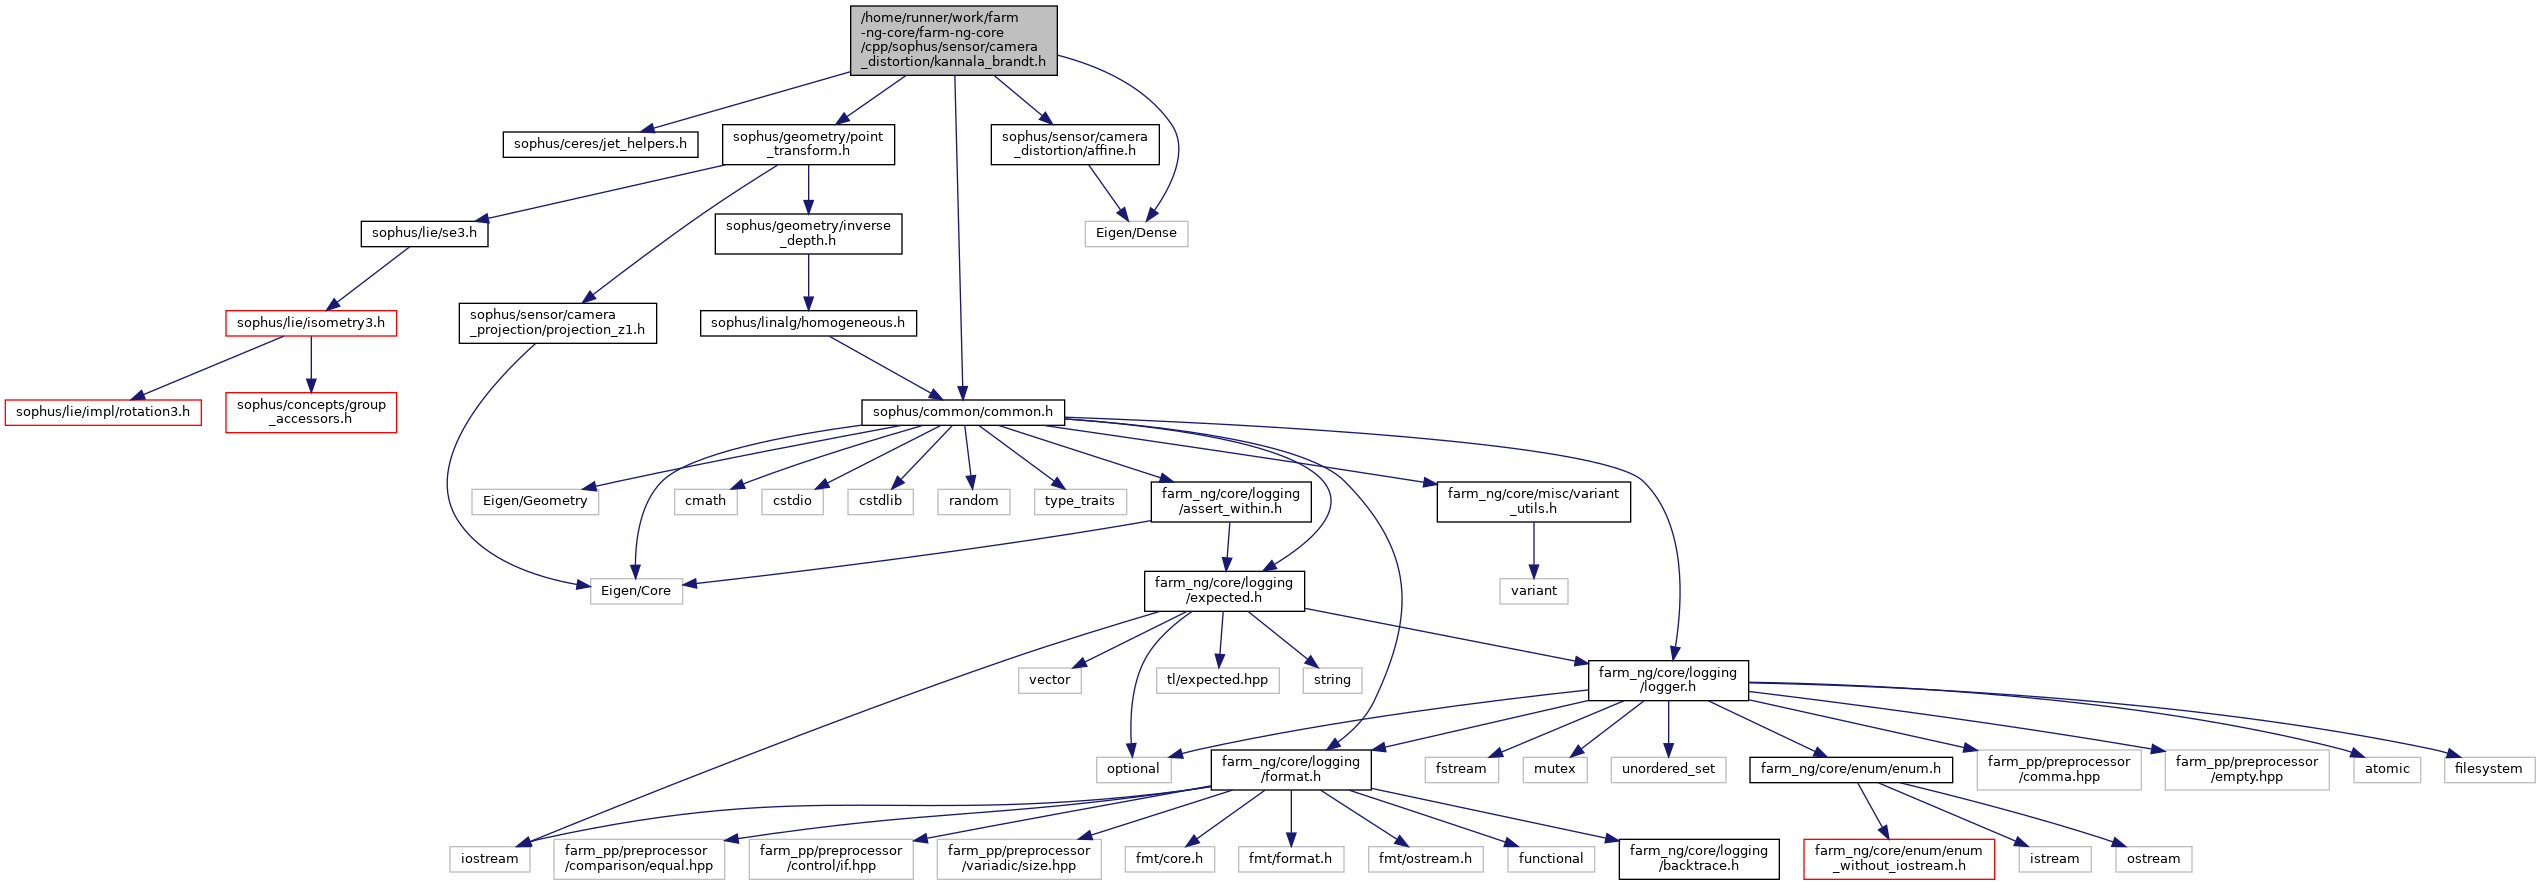 /home/runner/work/farm
-ng-core/farm-ng-core
/cpp/sophus/sensor/camera
_distortion/kannala_brandt.h
sophus/ceres/jet_helpers.h
sophus/geometry/point
_transform.h
sophus/sensor/camera
_distortion/affine.h
sophus/lie/se3.h
sophus/geometry/inverse
_depth.h
Eigen/Dense
sophus/lie/isometry3.h
sophus/sensor/camera
_projection/projection_z1.h
sophus/linalg/homogeneous.h
sophus/lie/impl/rotation3.h
sophus/concepts/group
_accessors.h
sophus/common/common.h
Eigen/Geometry
cmath
cstdio
cstdlib
random
type_traits
farm_ng/core/logging
/assert_within.h
farm_ng/core/misc/variant
_utils.h
Eigen/Core
farm_ng/core/logging
/expected.h
variant
vector
tl/expected.hpp
string
farm_ng/core/logging
/logger.h
optional
farm_ng/core/logging
/format.h
fstream
mutex
unordered_set
farm_ng/core/enum/enum.h
farm_pp/preprocessor
/comma.hpp
farm_pp/preprocessor
/empty.hpp
atomic
filesystem
iostream
farm_pp/preprocessor
/comparison/equal.hpp
farm_pp/preprocessor
/control/if.hpp
farm_pp/preprocessor
/variadic/size.hpp
fmt/core.h
fmt/format.h
fmt/ostream.h
functional
farm_ng/core/logging
/backtrace.h
farm_ng/core/enum/enum
_without_iostream.h
istream
ostream